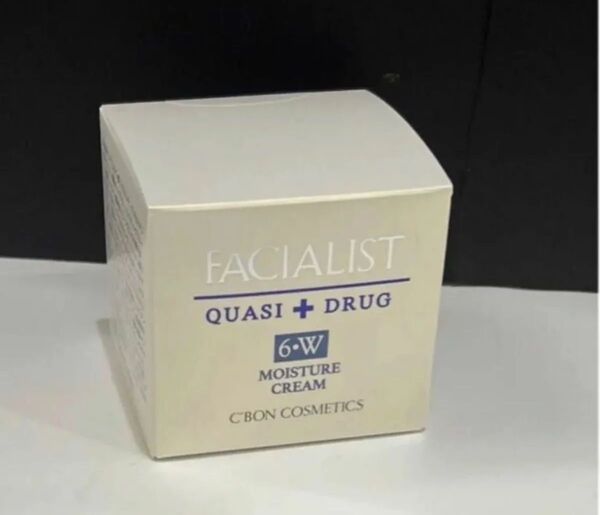 FACIALIST
QUASI + DRUG
6•W
MOISTURE
CREAM
C'BON COSMETICS